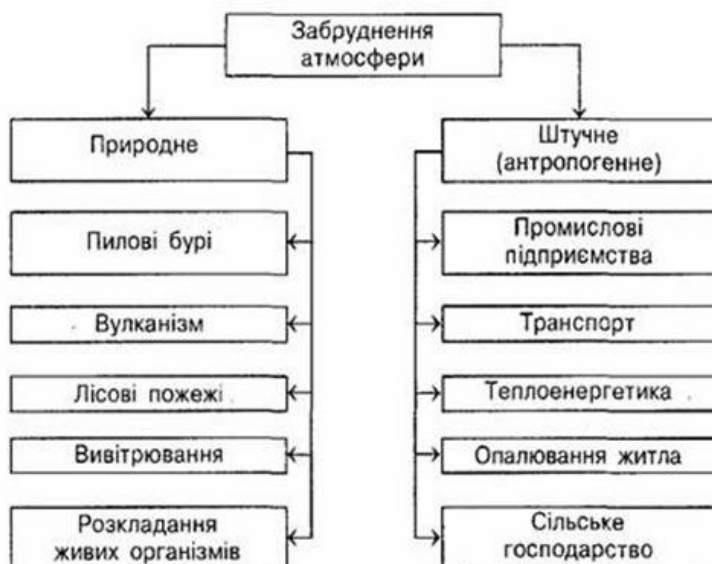 Забруднення
атмосфери
Природне
Пилові бурі
Вулканізм
Лісові пожежі
Вивітрювання
Розкладання
живих організмів
Штучне
(антропогенне)
Промислові
підприємства
Транспорт
Теплоенергетика
Опалювання житла
Сільське
господарство